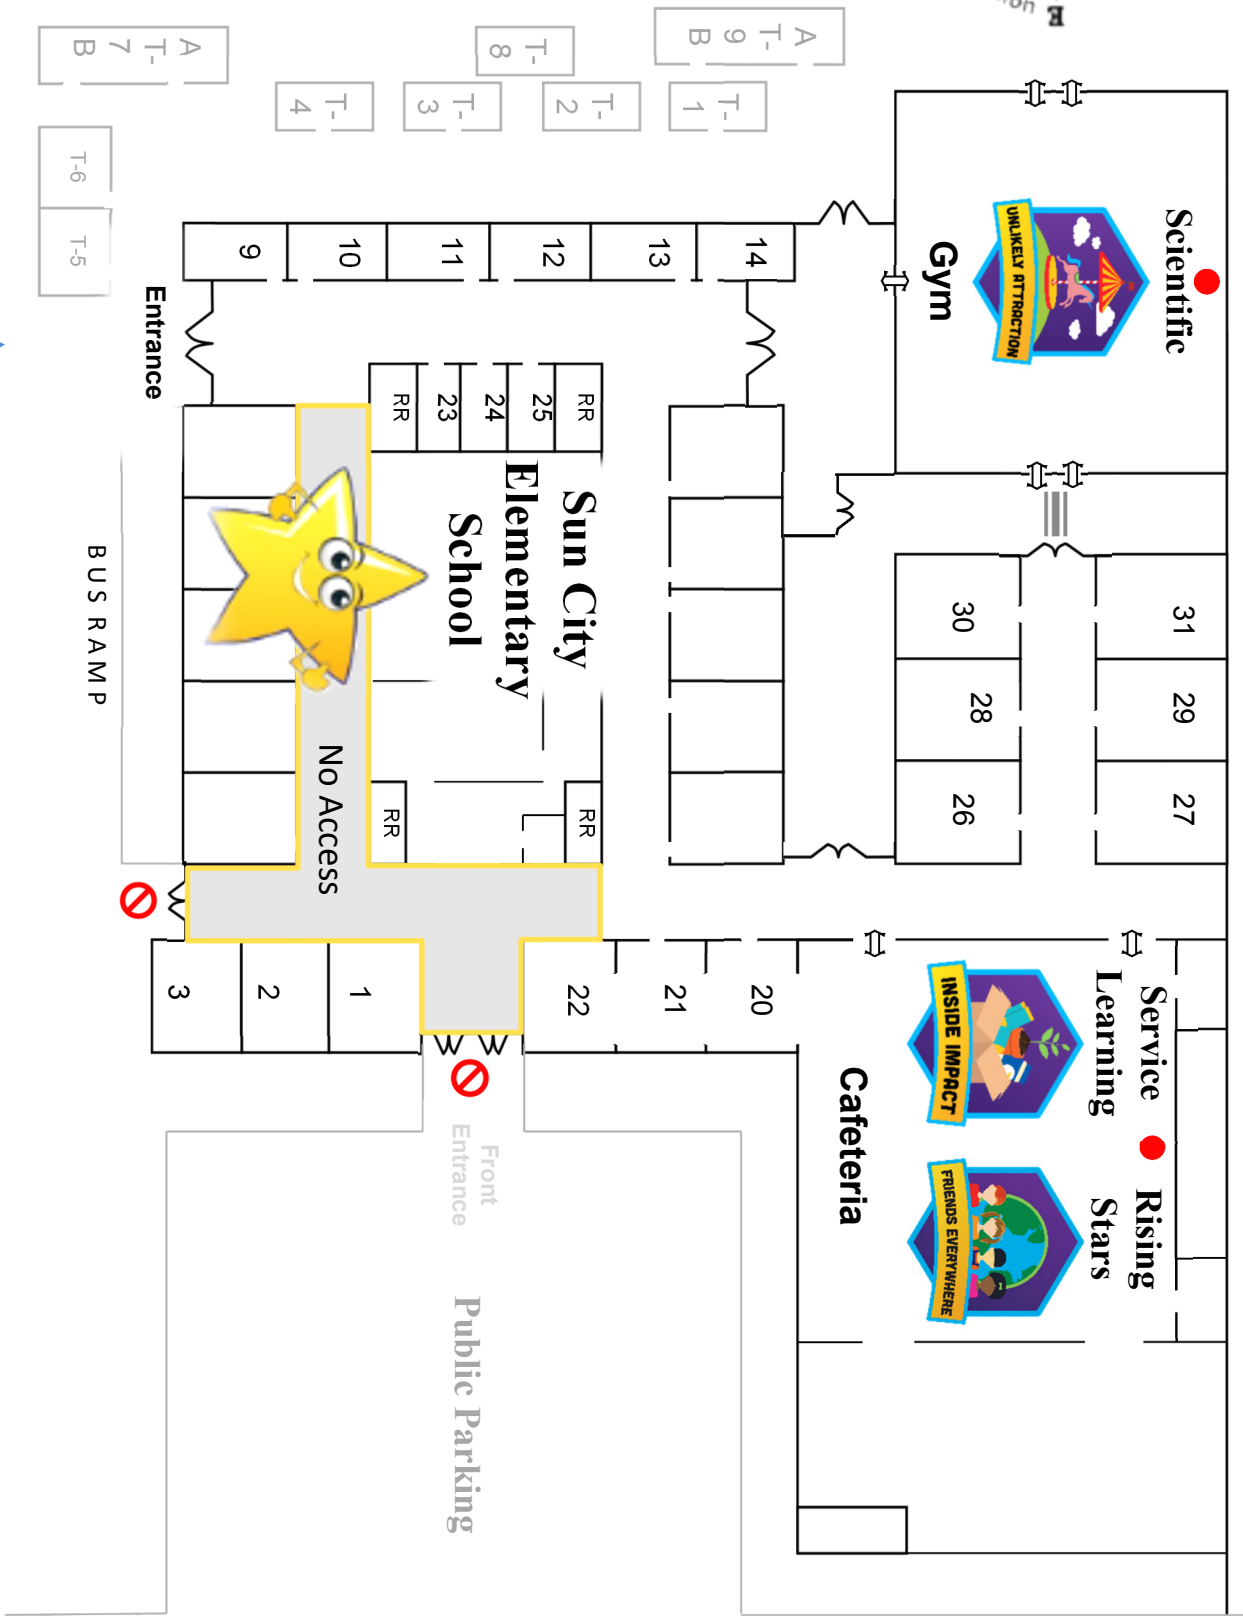 E
Scientific
UNLIKELY ATTRACTION
Gym
31
29
27
30
28
26
Service
Learning
INSIDE IMPACT
Rising
Stars
FRIENDS EVERYWHERE
Cafeteria
A
T-
9
B
T-
1
T-
8
T-
2
T-
3
T-
4
A
T-
7
B
T-6
T-5
14
13
12
11
10
9
RR
25
24
23
RR
Sun City
Elementary
School
RR
RR
20
21
22
Front
Entrance
Public Parking
No Access
1
2
3
Entrance
BUS RAMP